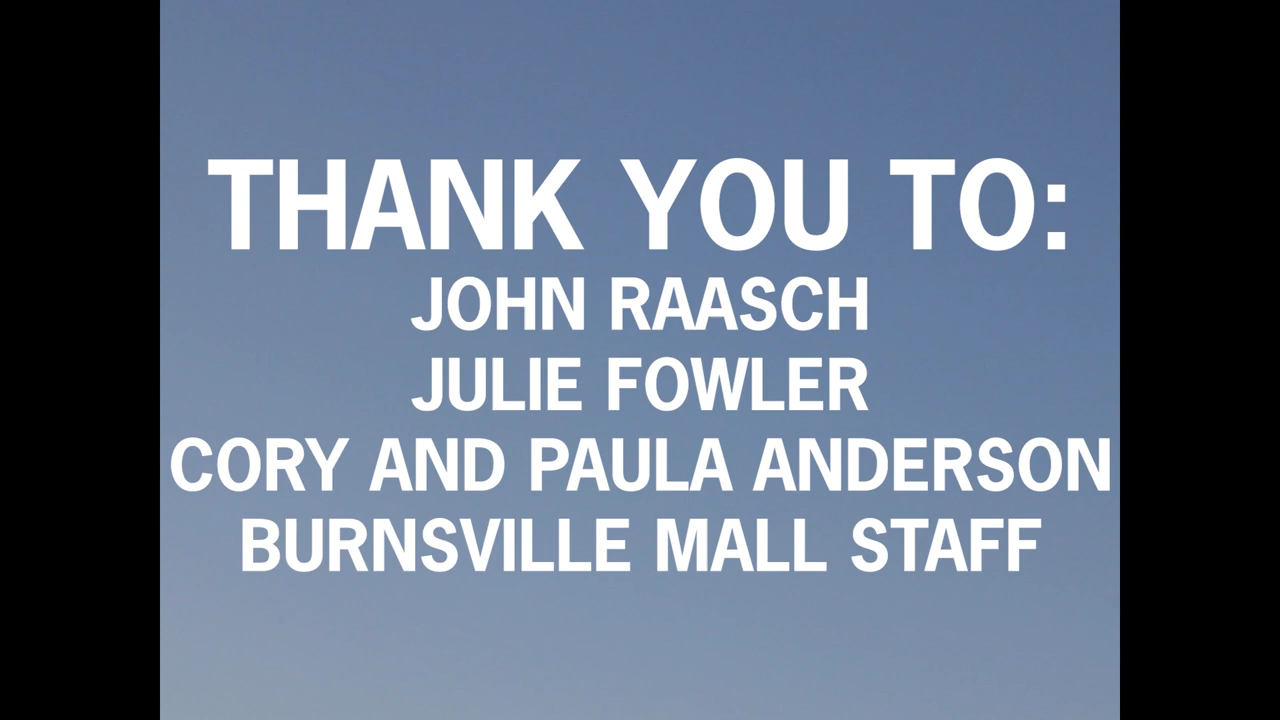 THANK YOU TO:
JOHN RAASCH
JULIE FOWLER
CORY AND PAULA ANDERSON
BURNSVILLE MALL STAFF